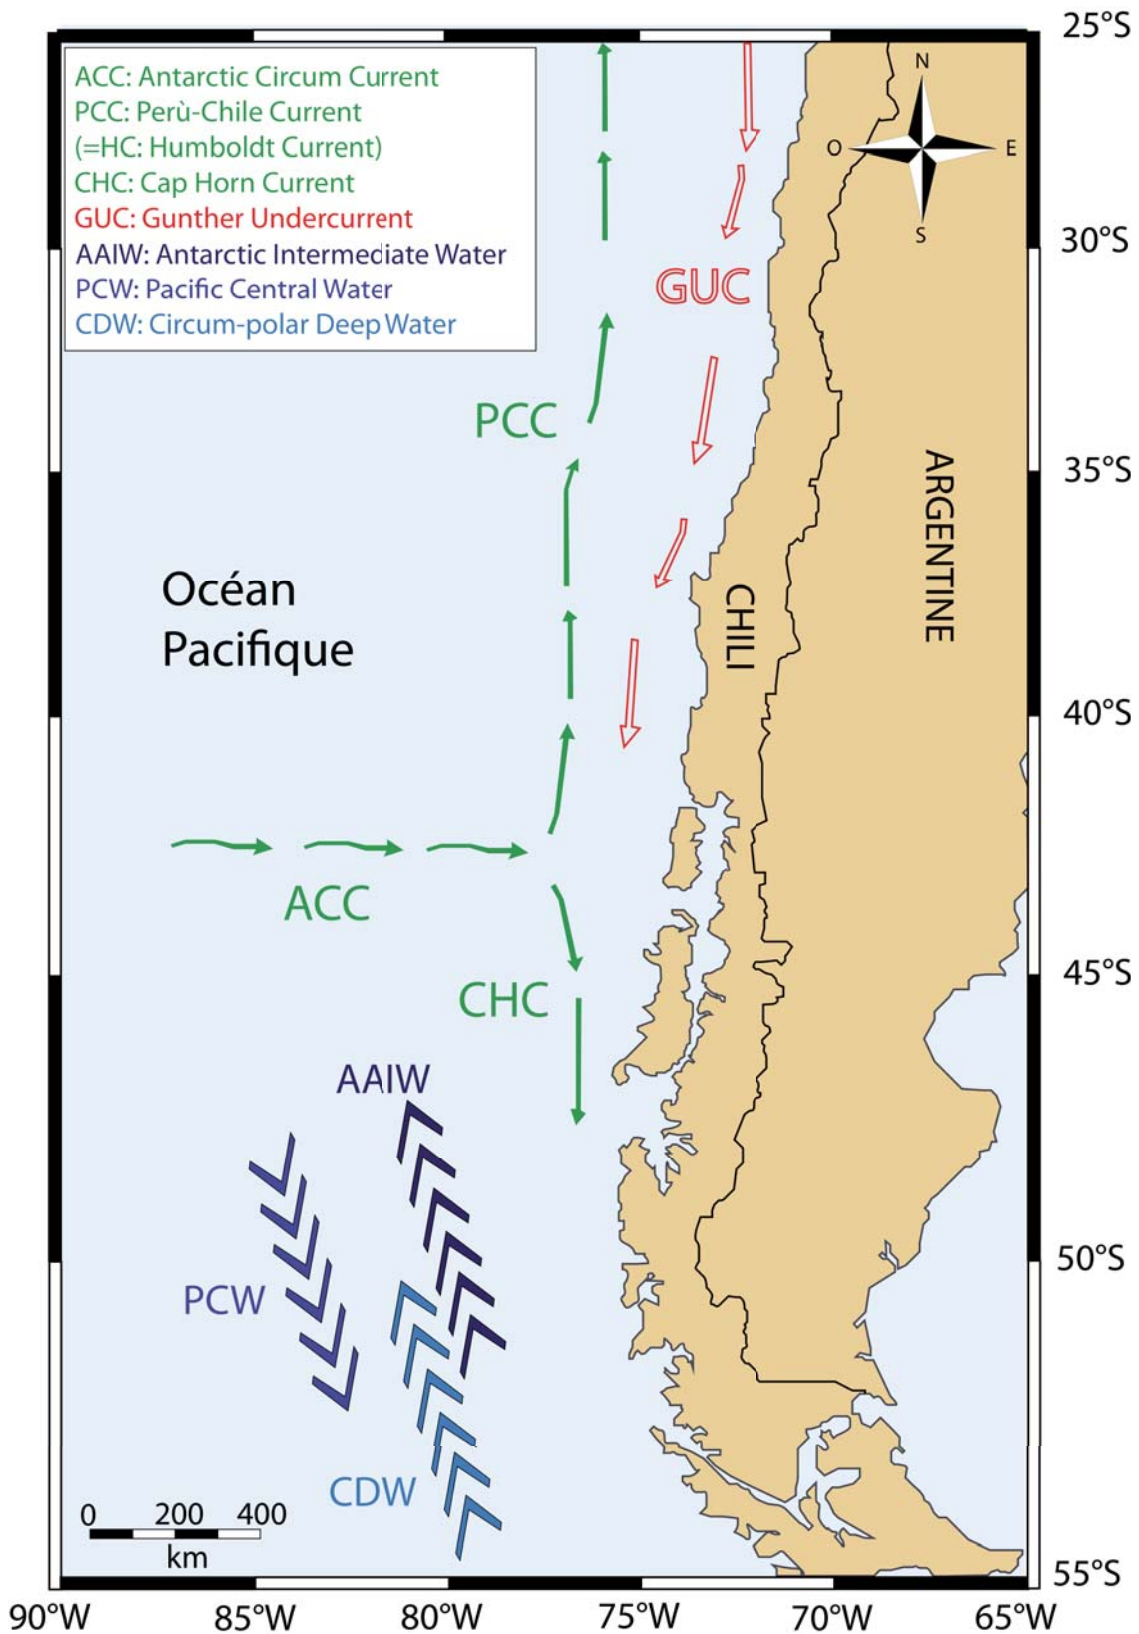 25°S
ACC: Antarctic Circum Current
PCC: Perù-Chile Current
(=HC: Humboldt Current)
CHC: Cap Horn Current
GUC: Gunther Undercurrent
AAIW: Antarctic Intermediate Water
PCW: Pacific Central Water
CDW: Circum-polar Deep Water
N
O
E
S
30°S
GUC
PCC
35°S
ARGENTINE
Océan
Pacifique
CHILI
40°S
ACC
45°S
CHC
AAIW
50°S
PCW
CDW
0 200 400
km
55°S
90°W 85°W 80°W 75°W 70°W 65°W